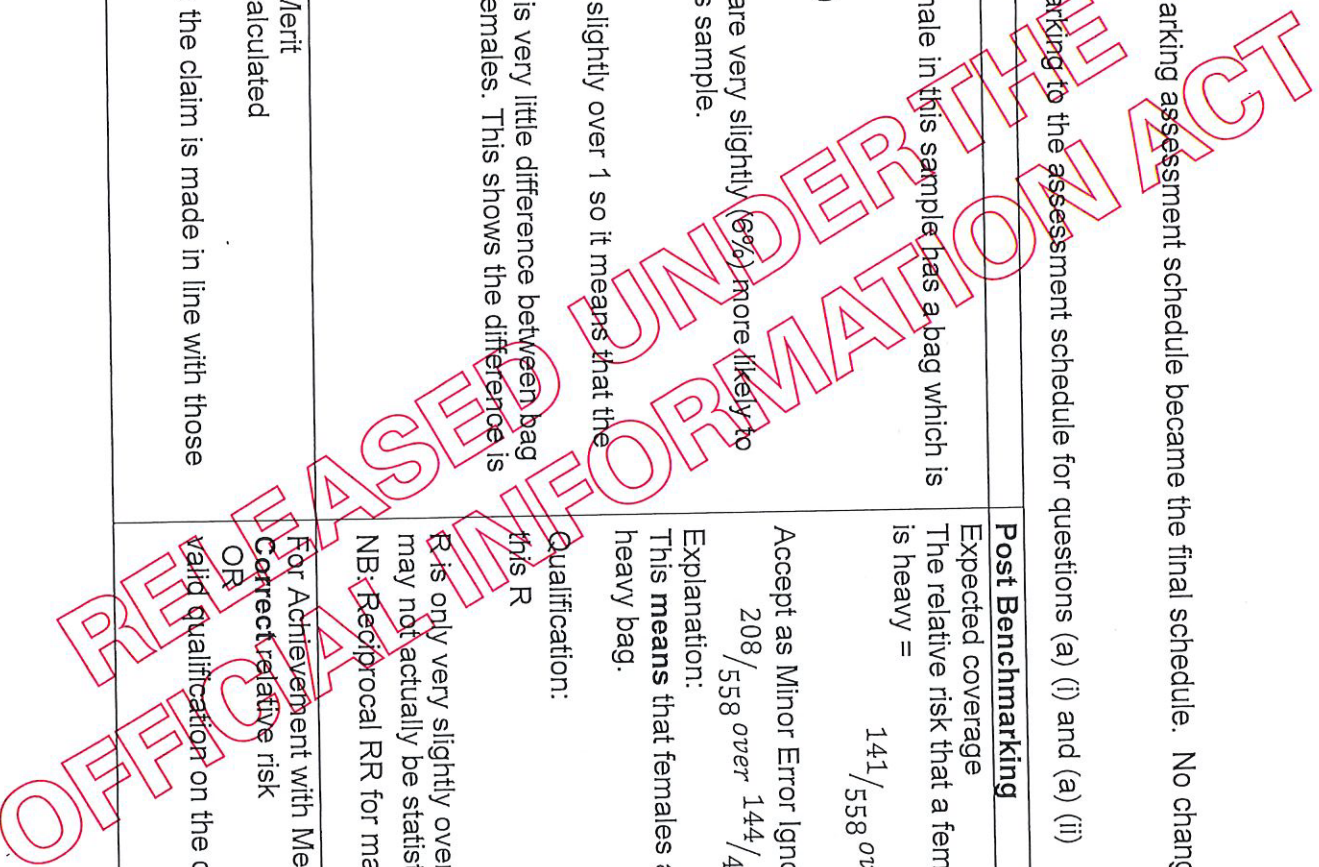 arking assessment schedule became the final schedule. No chang
arking to the assessment schedule for questions (a) (i) and (a) (ii)
nale in this sample has a bag which is
are very slightly (6%) more likely to
s sample.
slightly over 1 so it means that the
is very little difference between bag
emales. This shows the difference is
Merit
alculated
the claim is made in line with those
Post Benchmarking
Expected coverage
The relative risk that a fem
is heavy =
141/558 ov
Accept as Minor Error Igno
208/558 over 144/4
Explanation:
This means that females a
heavy bag.
Qualification:
this R
R is only very slightly over
may not actually be statist
NB: Reciprocal RR for ma
For Achievement with Me
Correct relative risk
OR
valid qualification on the c
RELEASED UNDER THE
OFFICIAL INFORMATION ACT